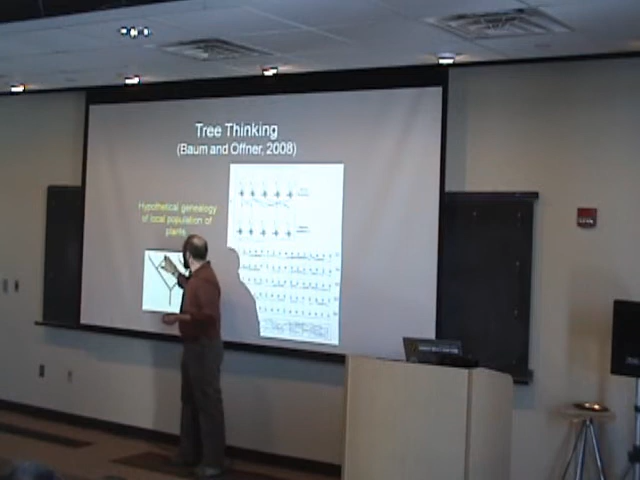 Tree Thinking
(Baum and Offner, 2008)
Hypothetical genealogy
of local population of
plants